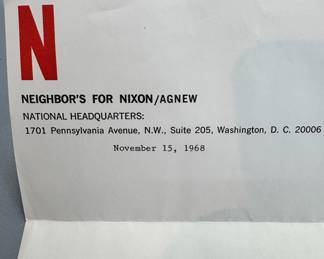 N
NEIGHBOR'S FOR NIXON/AGNEW
NATIONAL HEADQUARTERS:
1701 Pennsylvania Avenue, N.W., Suite 205, Washington, D. C. 20006
November 15, 1968